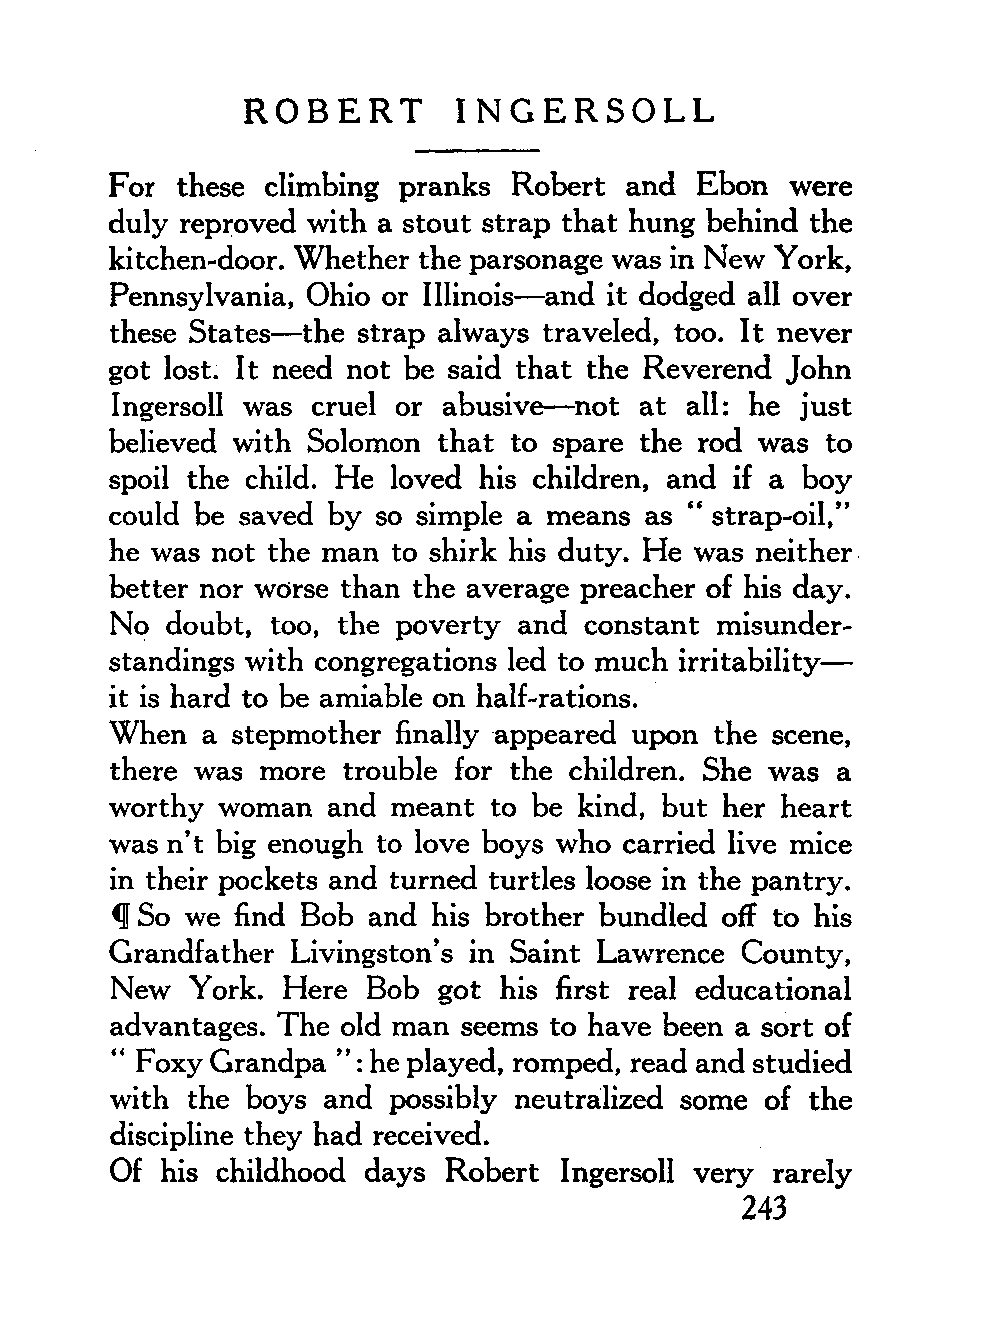 ROBERT INGERSOLL
For these climbing pranks Robert and Ebon were
duly reproved with a stout strap that hung behind the
kitchen-door. Whether the parsonage was in New York,
Pennsylvania, Ohio or Illinois—and it dodged all over
these States—the strap always traveled, too. It never
got lost. It need not be said that the Reverend John
Ingersoll was cruel or abusive—not at all: he just
believed with Solomon that to spare the rod was to
spoil the child. He loved his children, and if a boy
could be saved by so simple a means as “ strap-oil,”
he was not the man to shirk his duty. He was neither
better nor worse than the average preacher of his day.
No doubt, too, the poverty and constant misunder-
standings with congregations led to much irritability—
it is hard to be amiable on half-rations.
When a stepmother finally appeared upon the scene,
there was more trouble for the children. She was a
worthy woman and meant to be kind, but her heart
was n't big enough to love boys who carried live mice
in their pockets and turned turtles loose in the pantry.
¶ So we find Bob and his brother bundled off to his
Grandfather Livingston's in Saint Lawrence County,
New York. Here Bob got his first real educational
advantages. The old man seems to have been a sort of
“ Foxy Grandpa ”: he played, romped, read and studied
with the boys and possibly neutralized some of the
discipline they had received.
Of his childhood days Robert Ingersoll very rarely
243